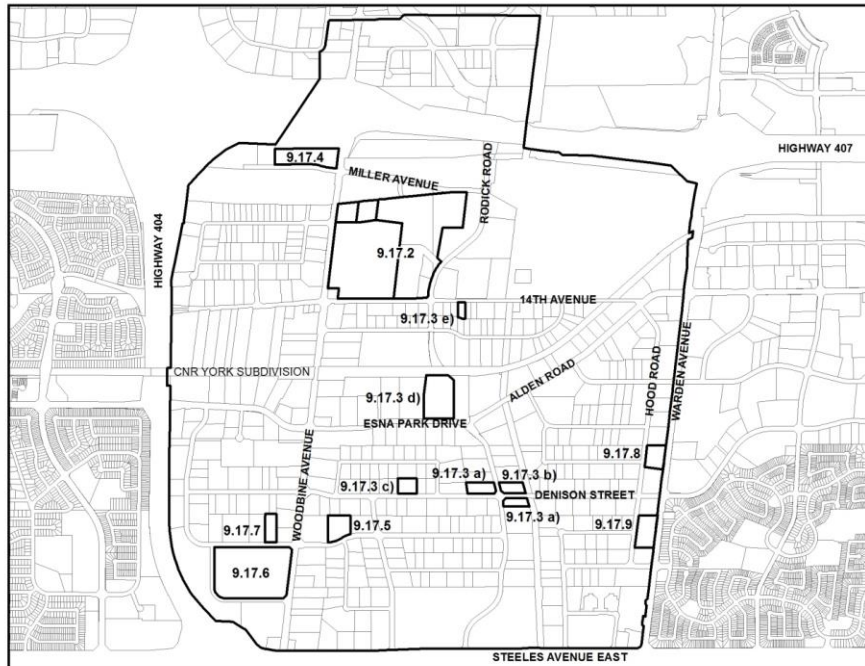 HIGHWAY 407
9.17.4
MILLER AVENUE
RODICK ROAD
HIGHWAY 404
9.17.2
14TH AVENUE
9.17.3 e)
CNR YORK SUBDIVISION
ALDEN ROAD
HOOD ROAD
WARDEN AVENUE
9.17.3 d)
ESNA PARK DRIVE
WOODBINE AVENUE
9.17.8
9.17.3 a)
9.17.3 b)
9.17.3 c)
DENISON STREET
9.17.3 a)
9.17.7
9.17.5
9.17.9
9.17.6
STEELES AVENUE EAST